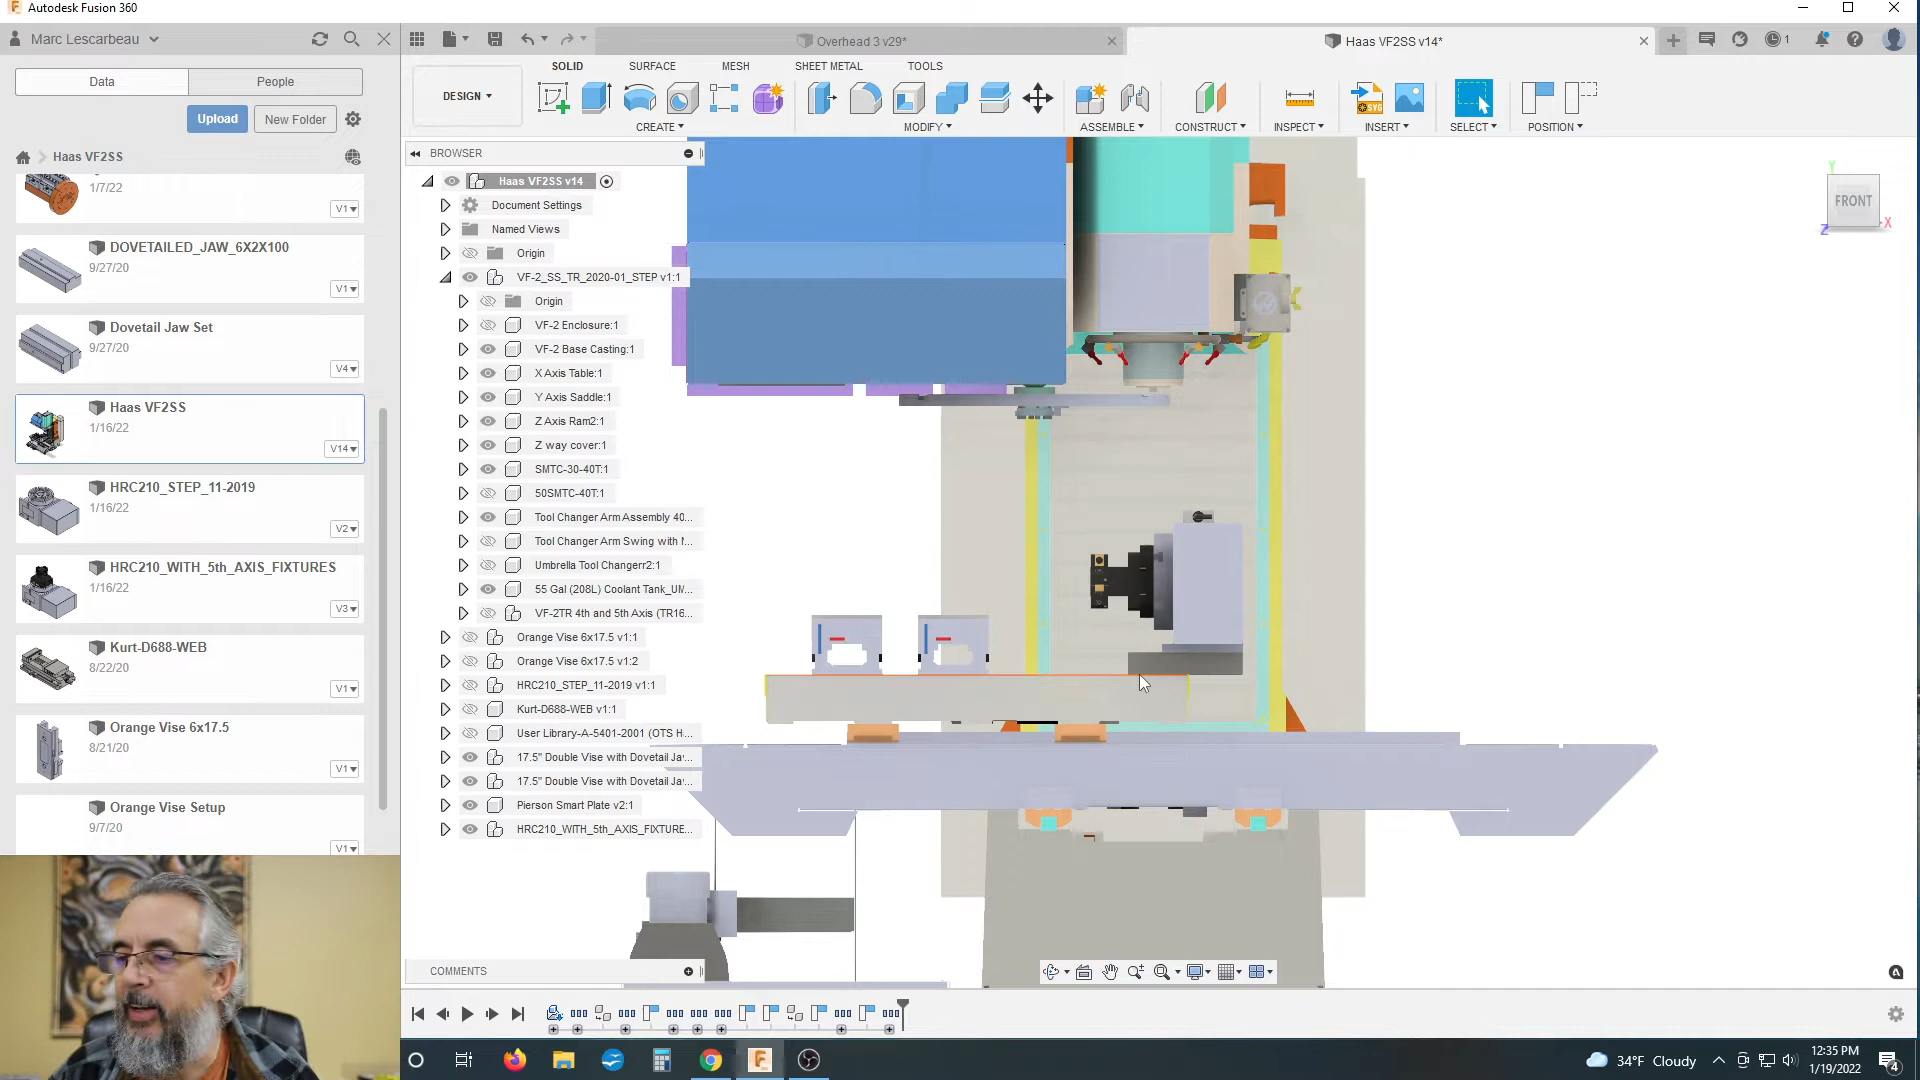 Autodesk Fusion 360
Marc Lescarbeau
Overhead 3 v29*
Haas VF2SS v14*
1
Data
People
Upload
New Folder
Haas VF2SS
1/7/22
V1
DOVETAILED_JAW_6X2X100
9/27/20
V1
Dovetail Jaw Set
9/27/20
V4
Haas VF2SS
1/16/22
V14
HRC210_STEP_11-2019
1/16/22
V2
HRC210_WITH_5th_AXIS_FIXTURES
1/16/22
V3
Kurt-D688-WEB
8/22/20
V1
Orange Vise 6x17.5
8/21/20
V1
Orange Vise Setup
9/7/20
V1
DESIGN
SOLID
SURFACE
MESH
SHEET METAL
TOOLS
CREATE
MODIFY
ASSEMBLE
CONSTRUCT
INSPECT
INSERT
SELECT
POSITION
SVG
BROWSER
Haas VF2SS v14
Document Settings
Named Views
Origin
VF-2_SS_TR_2020-01_STEP v1:1
Origin
VF-2 Enclosure:1
VF-2 Base Casting:1
X Axis Table:1
Y Axis Saddle:1
Z Axis Ram2:1
Z way cover:1
SMTC-30-40T:1
50SMTC-40T:1
Tool Changer Arm Assembly 40...
Tool Changer Arm Swing with ...
Umbrella Tool Changerr2:1
55 Gal (208L) Coolant Tank_U...
VF-2TR 4th and 5th Axis (TR16...
Orange Vise 6x17.5 v1:1
Orange Vise 6x17.5 v1:2
HRC210_STEP_11-2019 v1:1
Kurt-D688-WEB v1:1
User Library-A-5401-2001 (OTS H...
17.5" Double Vise with Dovetail Ja...
17.5" Double Vise with Dovetail Ja...
Pierson Smart Plate v2:1
HRC210_WITH_5th_AXIS_FIXTURE...
Y
FRONT
Z
X
COMMENTS
34°F Cloudy
12:35 PM
1/19/2022
4